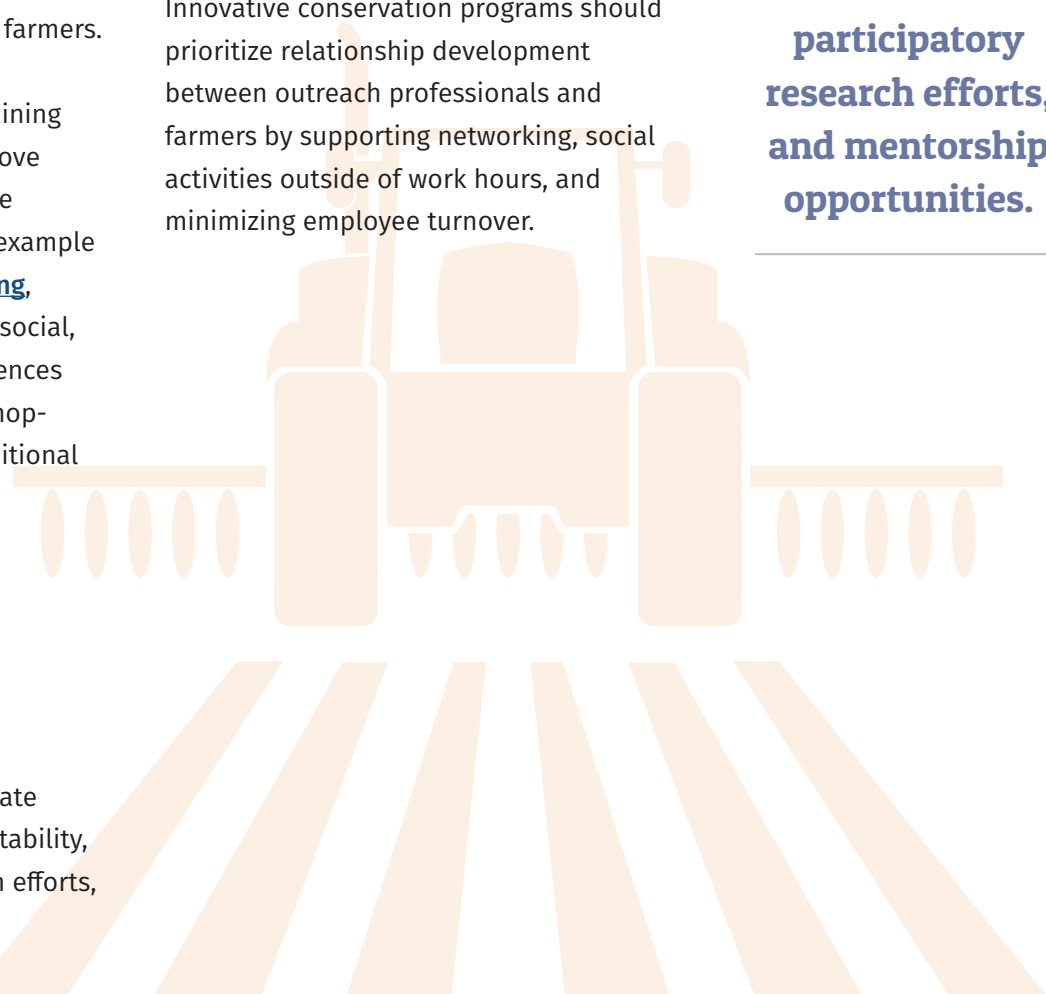 farmers.
ining
ove
e
example
ng,
social,
ences
hop-
itional
ate
tability,
n efforts,
Innovative conservation programs should
prioritize relationship development
between outreach professionals and
farmers by supporting networking, social
activities outside of work hours, and
minimizing employee turnover.
participatory
research efforts,
and mentorship
opportunities.